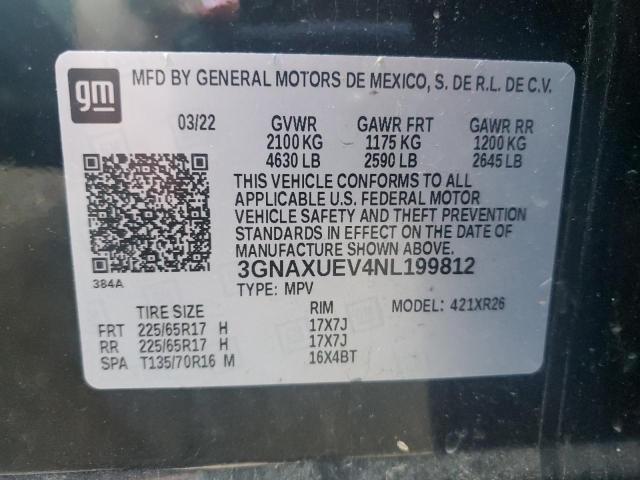 gm
MFD BY GENERAL MOTORS DE MEXICO, S. DE R.L. DE C.V.
03/22 GVWR GAWR FRT GAWR RR
2100 KG 1175 KG 1200 KG
4630 LB 2590 LB 2645 LB
THIS VEHICLE CONFORMS TO ALL
APPLICABLE U.S. FEDERAL MOTOR
VEHICLE SAFETY AND THEFT PREVENTION
STANDARDS IN EFFECT ON THE DATE OF
MANUFACTURE SHOWN ABOVE.
3GNAXUEV4NL199812
384A
TYPE: MPV
TIRE SIZE RIM MODEL: 421XR26
FRT 225/65R17 H 17X7J
RR 225/65R17 H 17X7J
SPA T135/70R16 M 16X4BT